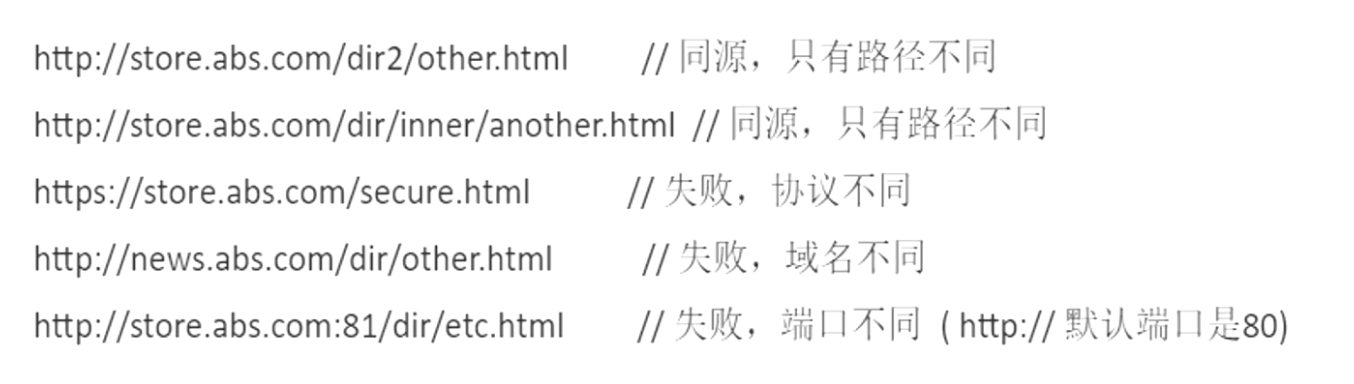 http://store.abs.com/dir2/other.html // 同源，只有路径不同
http://store.abs.com/dir/inner/another.html // 同源，只有路径不同
https://store.abs.com/secure.html // 失败，协议不同
http://news.abs.com/dir/other.html // 失败，域名不同
http://store.abs.com:81/dir/etc.html // 失败，端口不同 ( http:// 默认端口是80)